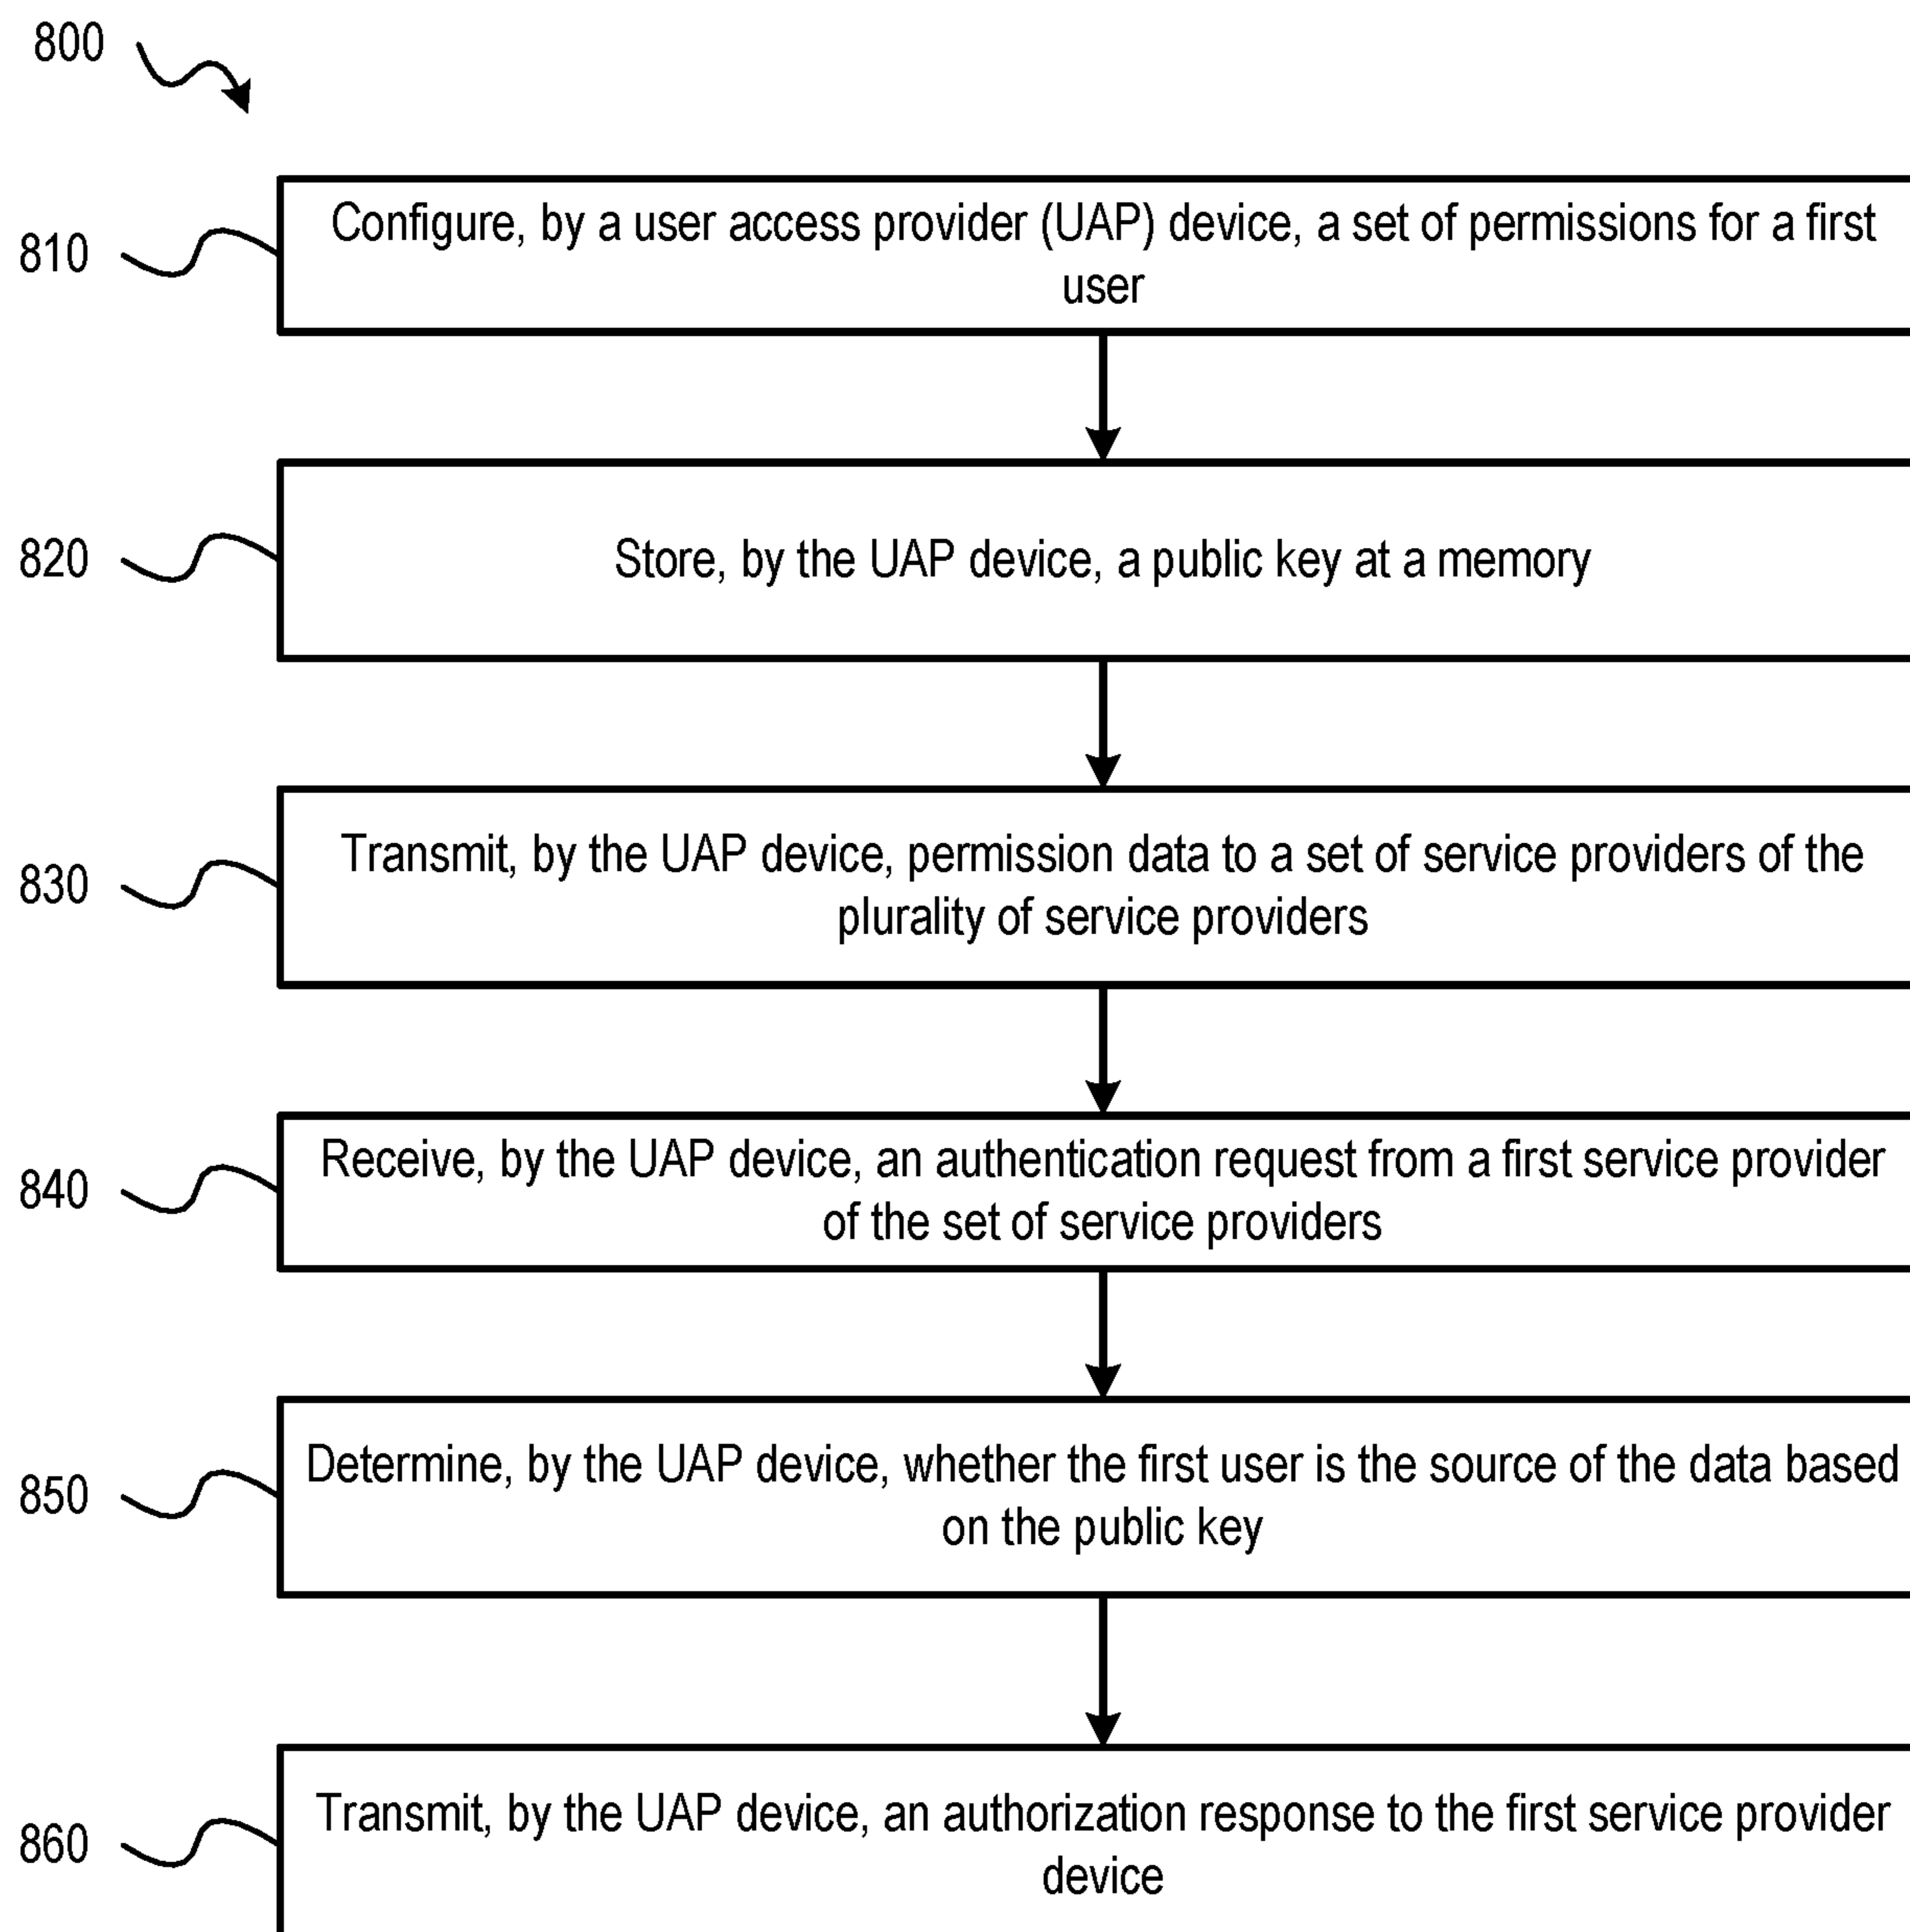 800
810
Configure, by a user access provider (UAP) device, a set of permissions for a first
user
820
Store, by the UAP device, a public key at a memory
830
Transmit, by the UAP device, permission data to a set of service providers of the
plurality of service providers
840
Receive, by the UAP device, an authentication request from a first service provider
of the set of service providers
850
Determine, by the UAP device, whether the first user is the source of the data based
on the public key
860
Transmit, by the UAP device, an authorization response to the first service provider
device